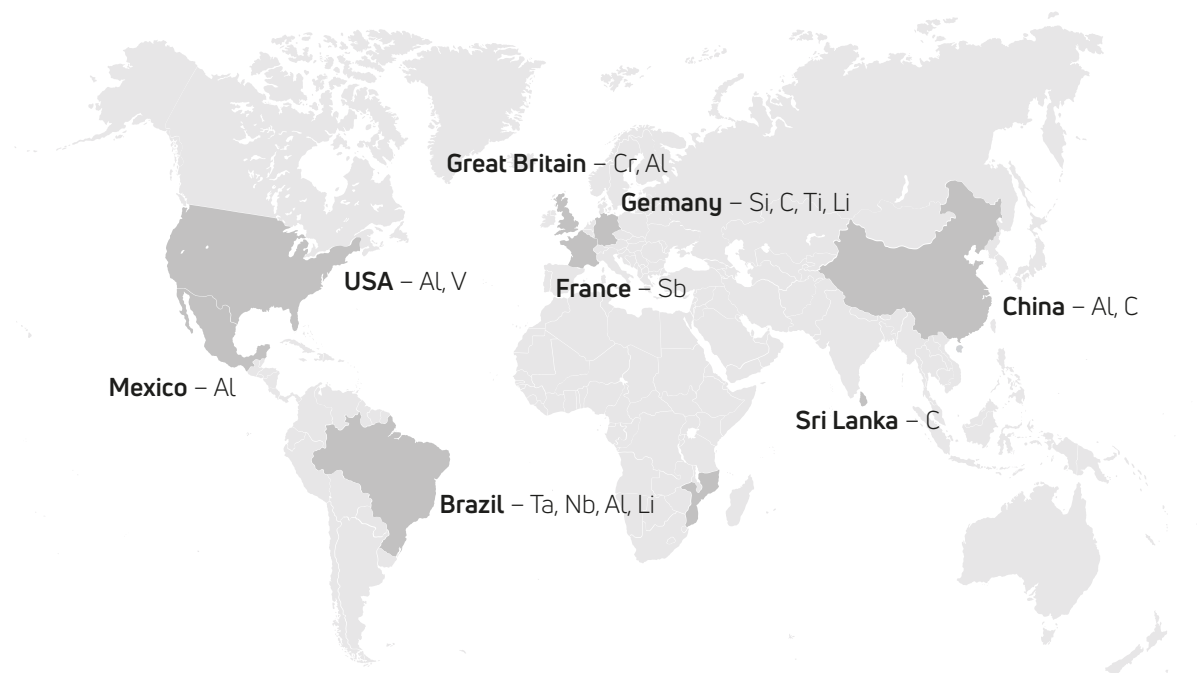 Great Britain – Cr, Al
Germany – Si, C, Ti, Li
USA – Al, V
France – Sb
China – Al, C
Mexico – Al
Sri Lanka – C
Brazil – Ta, Nb, Al, Li